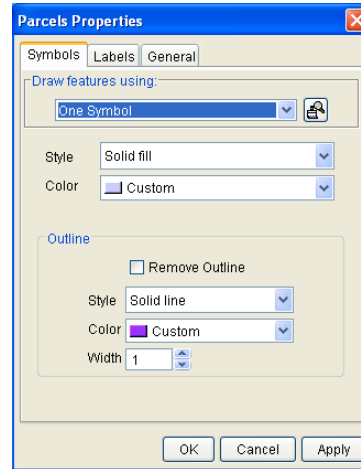 Parcels Properties
Symbols Labels General
Draw features using:
One Symbol
Style Solid fill
Color Custom
Outline
Remove Outline
Style Solid line
Color Custom
Width 1
OK Cancel Apply